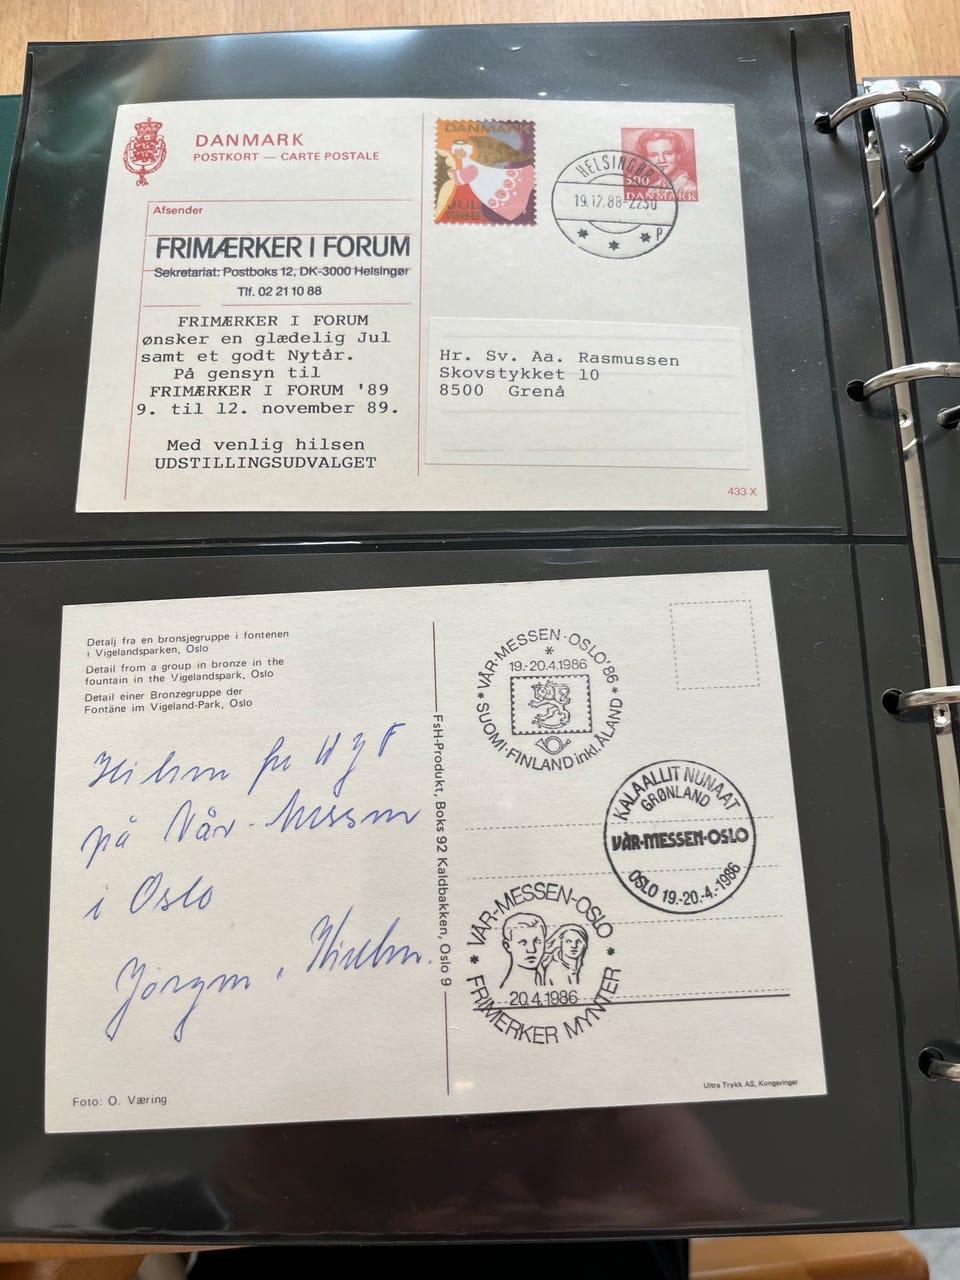 DANMARK
POSTKORT — CARTE POSTALE
Afsender
FRIMÆRKER I FORUM
Sekretariat: Postboks 12, DK-3000 Helsingør
Tlf. 02 21 10 88
FRIMÆRKER I FORUM
ønsker en glædelig Jul
samt et godt Nytår.
På gensyn til
FRIMÆRKER I FORUM '89
9. til 12. november 89.
Med venlig hilsen
UDSTILLINGSUDVALGET
DANMARK
JUL
1988
HELSINGØR
19.12.88-2230
P
300
DANMARK
Hr. Sv. Aa. Rasmussen
Skovstykket 10
8500 Grenå
433 X
Detalj fra en bronsjegruppe i fontenen
i Vigelandsparken, Oslo
Detail from a group in bronze in the
fountain in the Vigelandspark, Oslo
Detail einer Bronzegruppe der
Fontäne im Vigeland-Park, Oslo
Hilsen fra
på Vår-Messen
i Oslo
Jörgen
Foto: O. Væring
FsH-Produkt, Boks 92 Kaldbakken, Oslo 9
VÅR-MESSEN-OSLO'86
19.-20.4.1986
SUOMI-FINLAND inkl. ÅLAND
KALAALLIT NUNAAT
GRØNLAND
VÅR-MESSEN-OSLO
OSLO 19.-20.-4.-1986
VÅR-MESSEN-OSLO
20.4.1986
FRIMERKER MYNTER
Ultra Trykk AS, Kongsvinger